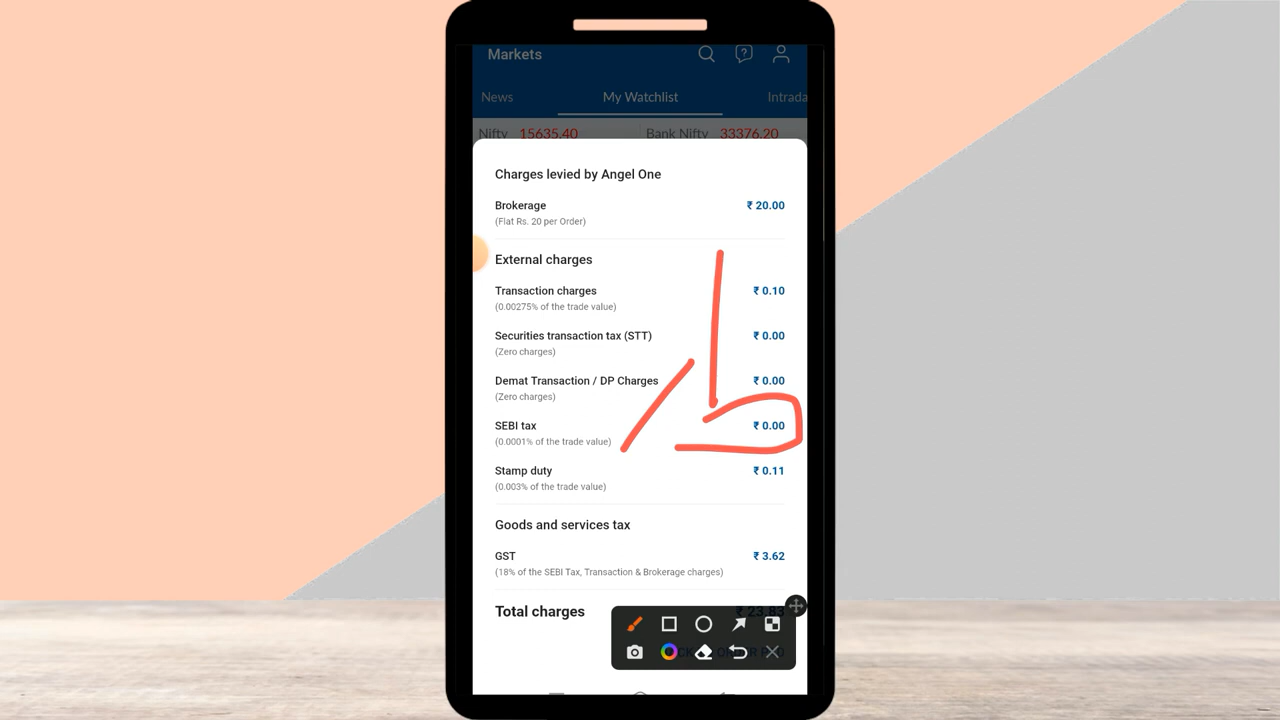 Markets
News My Watchlist Intrada
Nifty 15635.40 Bank Nifty 33376.20
Charges levied by Angel One
Brokerage ₹ 20.00
(Flat Rs. 20 per Order)
External charges
Transaction charges ₹ 0.10
(0.00275% of the trade value)
Securities transaction tax (STT) ₹ 0.00
(Zero charges)
Demat Transaction / DP Charges ₹ 0.00
(Zero charges)
SEBI tax ₹ 0.00
(0.0001% of the trade value)
Stamp duty ₹ 0.11
(0.003% of the trade value)
Goods and services tax
GST ₹ 3.62
(18% of the SEBI Tax, Transaction & Brokerage charges)
Total charges ₹ 23.83